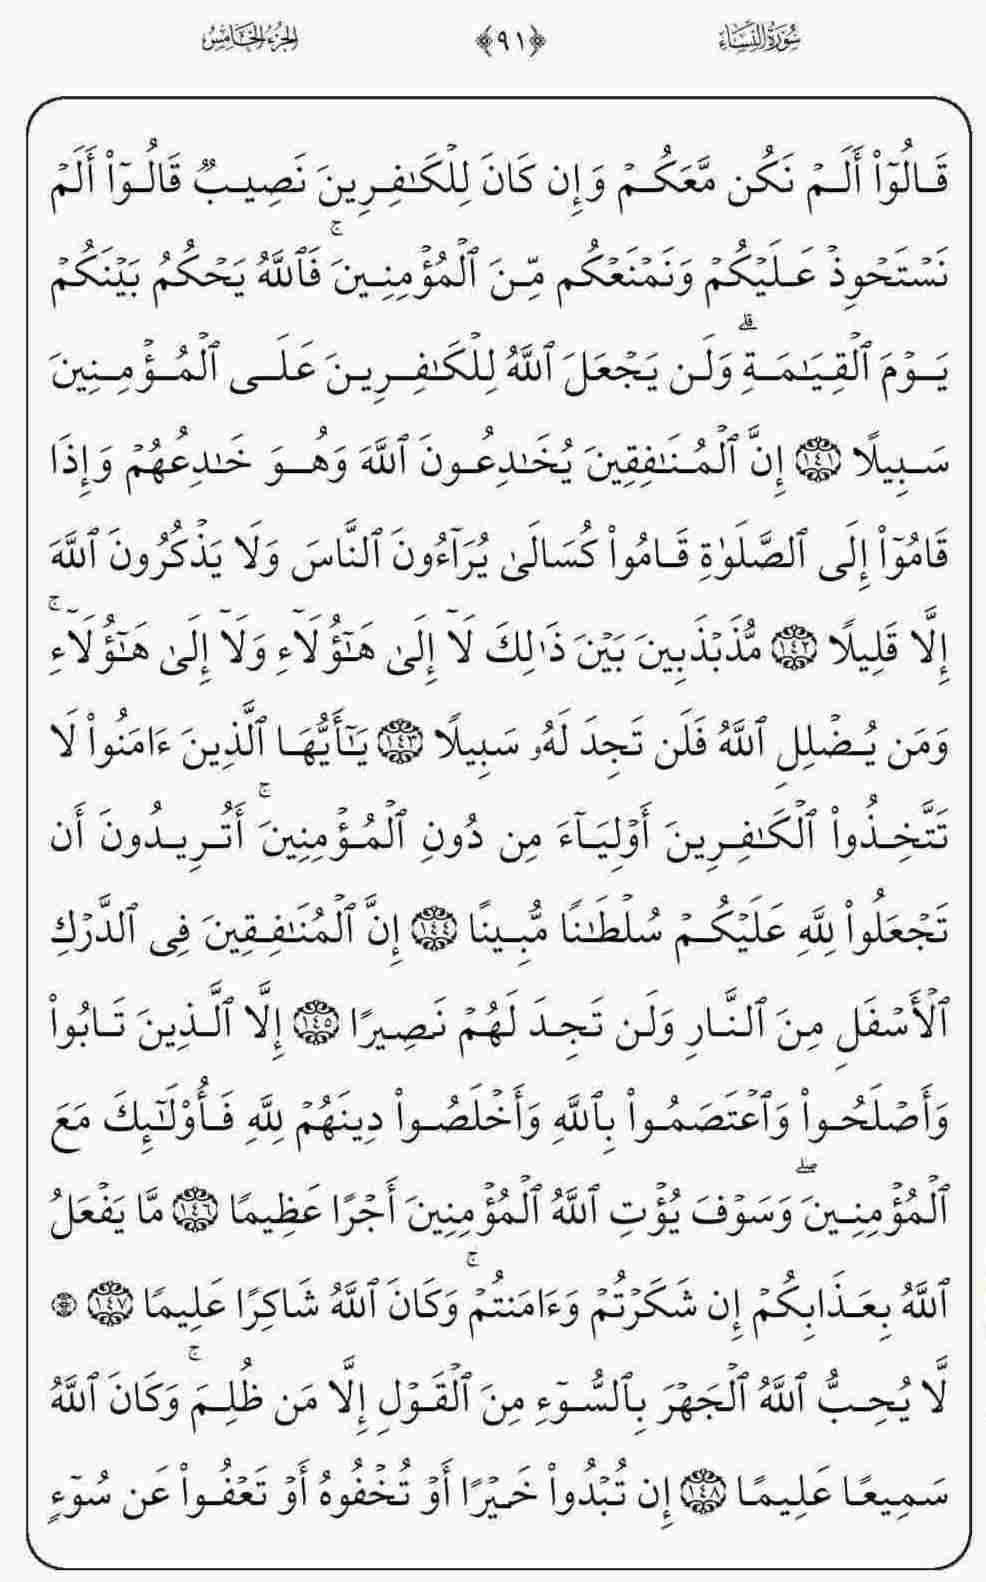 سُورَةُ النِّسَاءِ ﴿٩١﴾ الجُزْءُ الخَامِسُ
قَالُوٓا۟ أَلَمْ نَكُن مَّعَكُمْ وَإِن كَانَ لِلْكَـٰفِرِينَ نَصِيبٌ قَالُوٓا۟ أَلَمْ
نَسْتَحْوِذْ عَلَيْكُمْ وَنَمْنَعْكُم مِّنَ ٱلْمُؤْمِنِينَ ۚ فَٱللَّهُ يَحْكُمُ بَيْنَكُمْ
يَوْمَ ٱلْقِيَـٰمَةِ ۗ وَلَن يَجْعَلَ ٱللَّهُ لِلْكَـٰفِرِينَ عَلَى ٱلْمُؤْمِنِينَ
سَبِيلًا ١٤١ إِنَّ ٱلْمُنَـٰفِقِينَ يُخَـٰدِعُونَ ٱللَّهَ وَهُوَ خَـٰدِعُهُمْ وَإِذَا
قَامُوٓا۟ إِلَى ٱلصَّلَوٰةِ قَامُوا۟ كُسَالَىٰ يُرَآءُونَ ٱلنَّاسَ وَلَا يَذْكُرُونَ ٱللَّهَ
إِلَّا قَلِيلًا ١٤٢ مُّذَبْذَبِينَ بَيْنَ ذَٰلِكَ لَآ إِلَىٰ هَـٰٓؤُلَآءِ وَلَآ إِلَىٰ هَـٰٓؤُلَآءِ ۚ
وَمَن يُضْلِلِ ٱللَّهُ فَلَن تَجِدَ لَهُۥ سَبِيلًا ١٤٣ يَـٰٓأَيُّهَا ٱلَّذِينَ ءَامَنُوا۟ لَا
تَتَّخِذُوا۟ ٱلْكَـٰفِرِينَ أَوْلِيَآءَ مِن دُونِ ٱلْمُؤْمِنِينَ ۚ أَتُرِيدُونَ أَن
تَجْعَلُوا۟ لِلَّهِ عَلَيْكُمْ سُلْطَـٰنًا مُّبِينًا ١٤٤ إِنَّ ٱلْمُنَـٰفِقِينَ فِى ٱلدَّرْكِ
ٱلْأَسْفَلِ مِنَ ٱلنَّارِ وَلَن تَجِدَ لَهُمْ نَصِيرًا ١٤٥ إِلَّا ٱلَّذِينَ تَابُوا۟
وَأَصْلَحُوا۟ وَٱعْتَصَمُوا۟ بِٱللَّهِ وَأَخْلَصُوا۟ دِينَهُمْ لِلَّهِ فَأُو۟لَـٰٓئِكَ مَعَ
ٱلْمُؤْمِنِينَ ۖ وَسَوْفَ يُؤْتِ ٱللَّهُ ٱلْمُؤْمِنِينَ أَجْرًا عَظِيمًا ١٤٦ مَّا يَفْعَلُ
ٱللَّهُ بِعَذَابِكُمْ إِن شَكَرْتُمْ وَءَامَنتُمْ ۚ وَكَانَ ٱللَّهُ شَاكِرًا عَلِيمًا ١٤٧ ۞
لَّا يُحِبُّ ٱللَّهُ ٱلْجَهْرَ بِٱلسُّوٓءِ مِنَ ٱلْقَوْلِ إِلَّا مَن ظُلِمَ ۚ وَكَانَ ٱللَّهُ
سَمِيعًا عَلِيمًا ١٤٨ إِن تُبْدُوا۟ خَيْرًا أَوْ تُخْفُوهُ أَوْ تَعْفُوا۟ عَن سُوٓءٍ